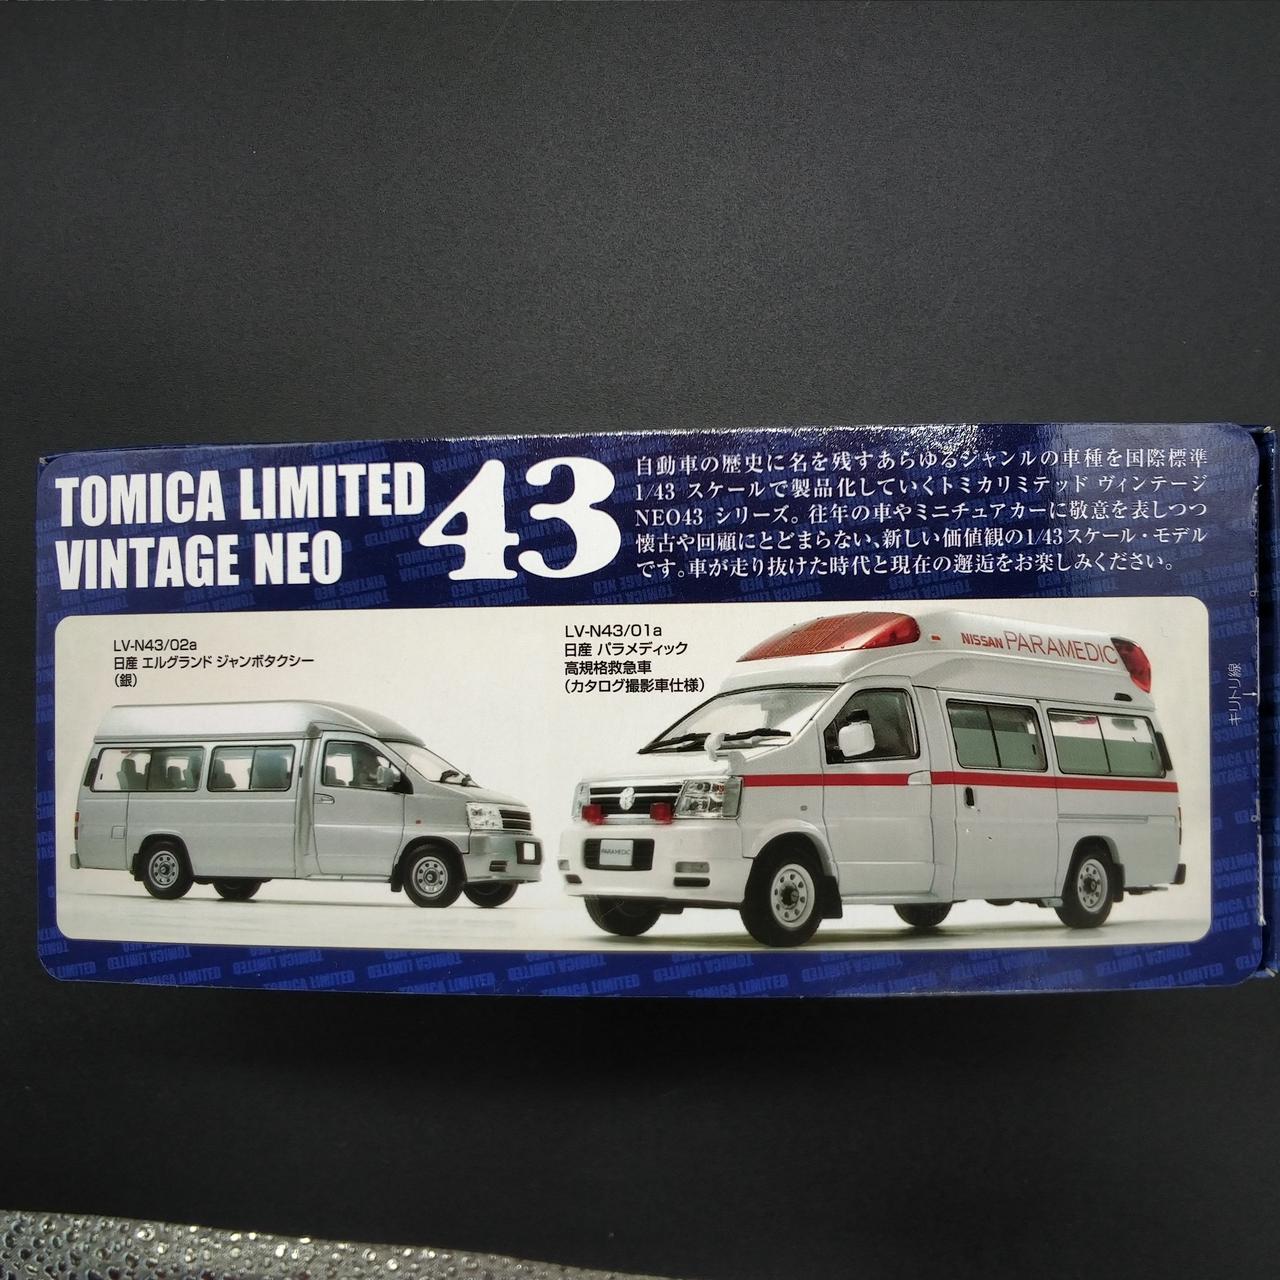 TOMICA LIMITED
VINTAGE NEO
43
自動車の歴史に名を残すあらゆるジャンルの車種を国際標準
1/43 スケールで製品化していくトミカリミテッド ヴィンテージ
NEO43 シリーズ。往年の車やミニチュアカーに敬意を表しつつ
懐古や回顧にとどまらない、新しい価値観の1/43スケール・モデル
です。車が走り抜けた時代と現在の邂逅をお楽しみください。
LV-N43/02a
日産 エルグランド ジャンボタクシー
(銀)
LV-N43/01a
日産 パラメディック
高規格救急車
(カタログ撮影車仕様)
NISSAN PARAMEDIC
PARAMEDIC
キリトリ線